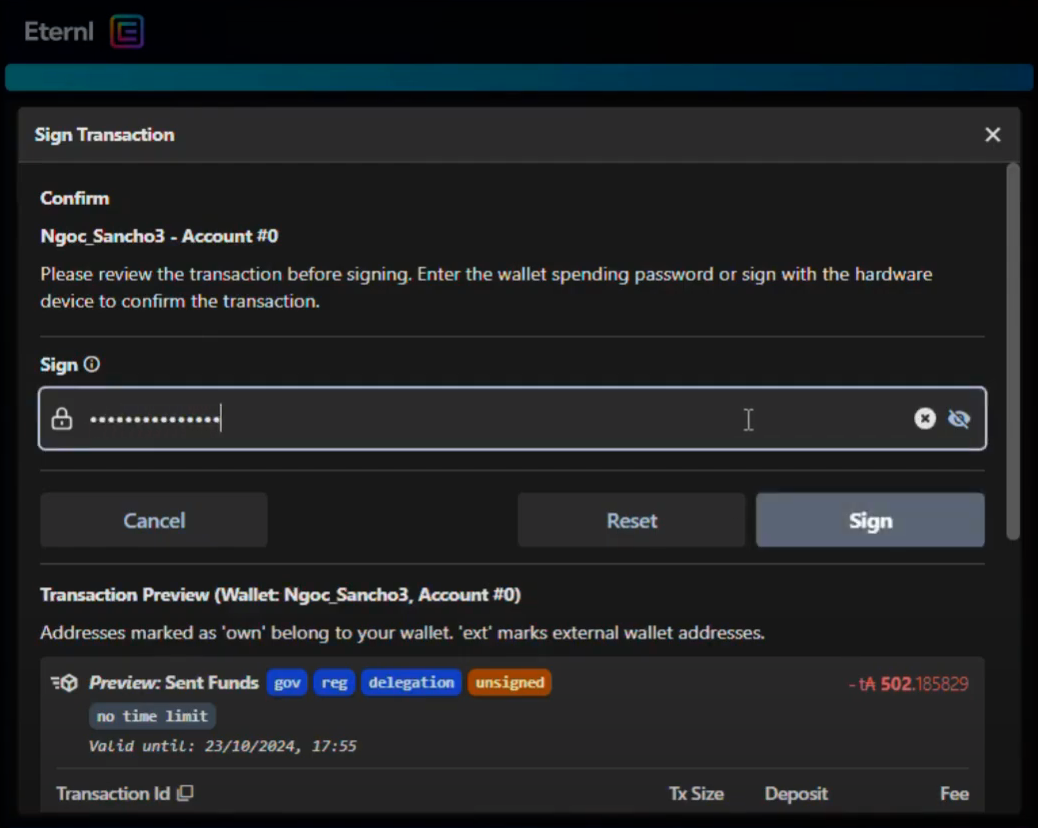 Eternl
Sign Transaction
Confirm
Ngoc_Sancho3 - Account #0
Please review the transaction before signing. Enter the wallet spending password or sign with the hardware
device to confirm the transaction.
Sign
•••••••••••••••
Cancel Reset Sign
Transaction Preview (Wallet: Ngoc_Sancho3, Account #0)
Addresses marked as 'own' belong to your wallet. 'ext' marks external wallet addresses.
Preview: Sent Funds gov reg delegation unsigned - t₳ 502.185829
no time limit
Valid until: 23/10/2024, 17:55
Transaction Id Tx Size Deposit Fee